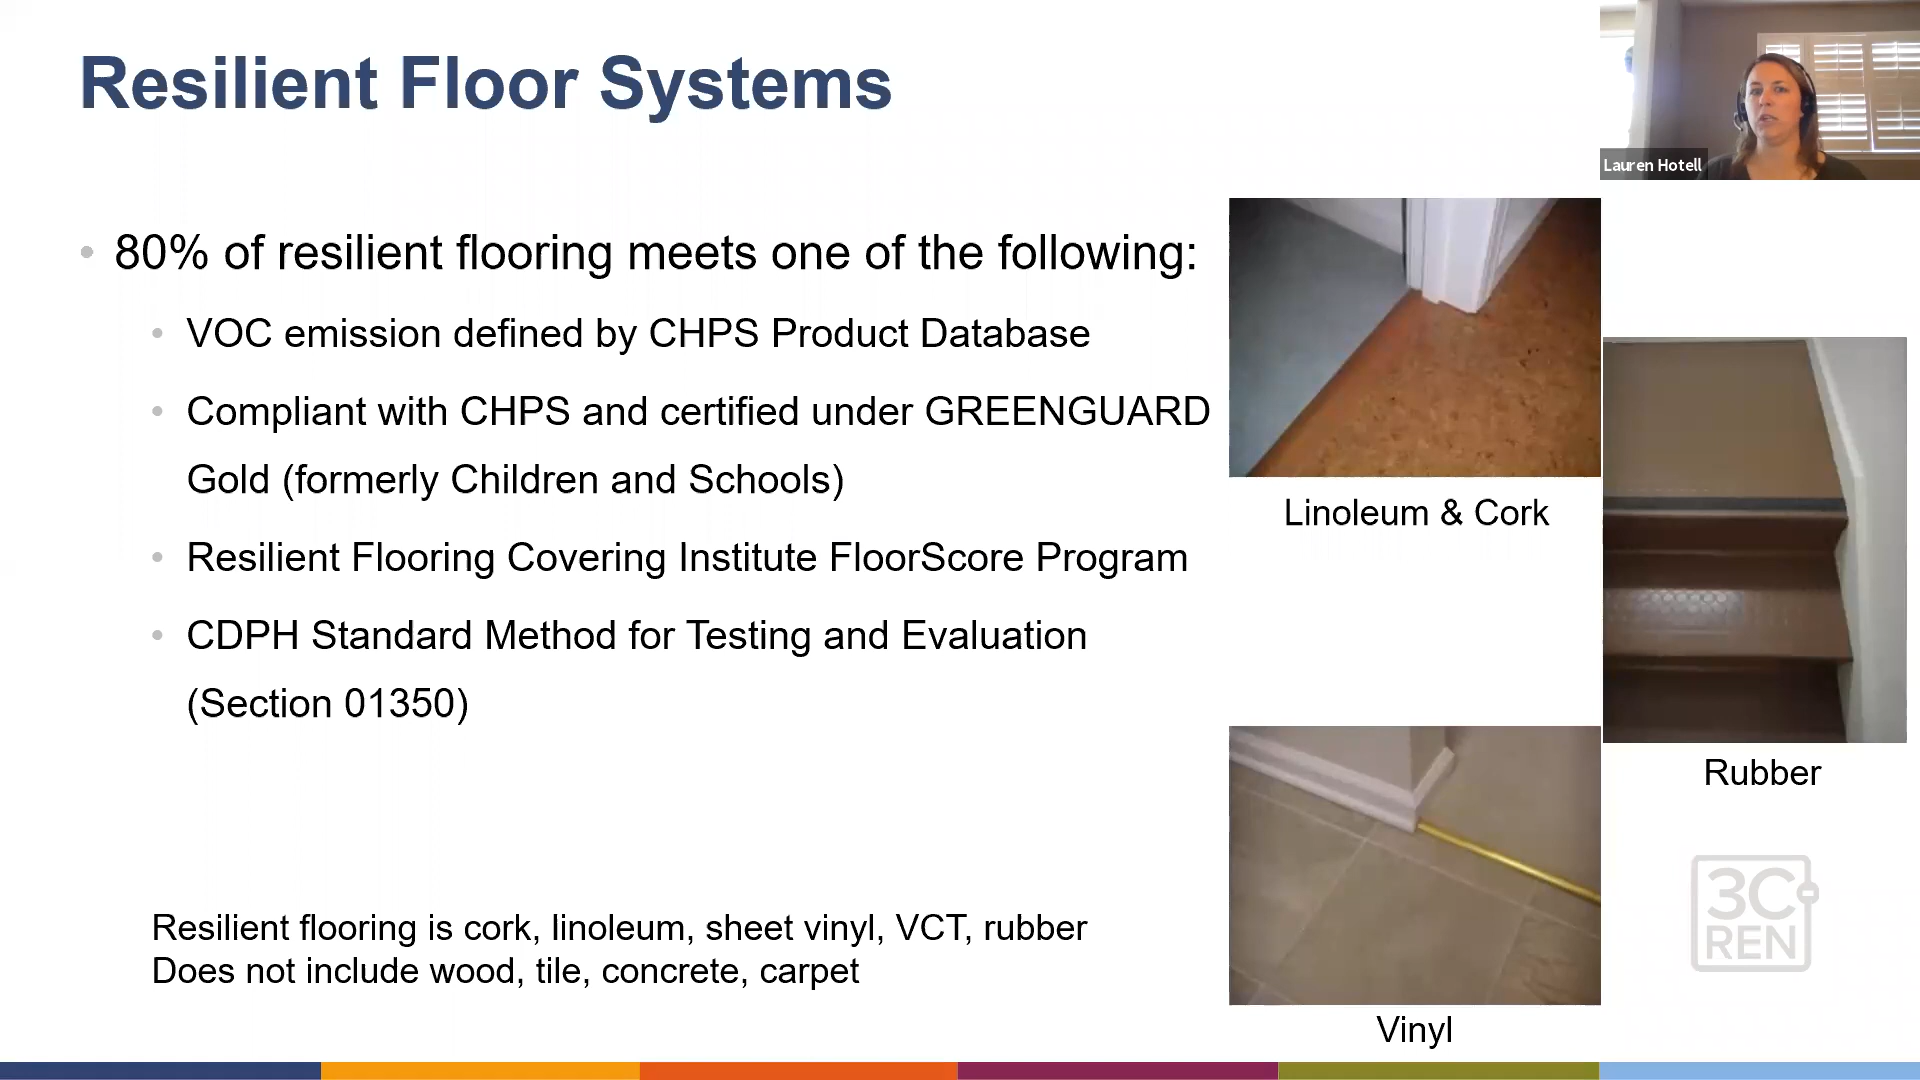 Resilient Floor Systems
Lauren Hotell
80% of resilient flooring meets one of the following:
VOC emission defined by CHPS Product Database
Compliant with CHPS and certified under GREENGUARD
Gold (formerly Children and Schools)
Resilient Flooring Covering Institute FloorScore Program
CDPH Standard Method for Testing and Evaluation
(Section 01350)
Resilient flooring is cork, linoleum, sheet vinyl, VCT, rubber
Does not include wood, tile, concrete, carpet
Linoleum & Cork
Rubber
Vinyl
3C
REN